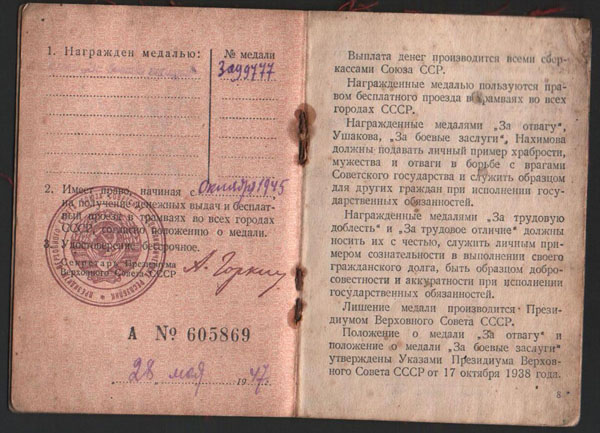 1. Награжден медалью:
№ медали
2. Имеет право, начиная с октября 1945
на получение денежных выдач и бесплат-
ный проезд в трамваях во всех городах
СССР, согласно положению о медали.
3. Удостоверение бессрочное.
Секретарь Президиума
Верховного Совета СССР
А. Горкин
А № 605869
28 мая 1947г.
Выплата денег производится всеми сбер-
кассами Союза ССР.
Награжденные медалью пользуются пра-
вом бесплатного проезда в трамваях во всех
городах СССР.
Награжденные медалями „За отвагу",
Ушакова, „За боевые заслуги", Нахимова
должны подавать личный пример храбрости,
мужества и отваги в борьбе с врагами
Советского государства и служить образцом
для других граждан при исполнении госу-
дарственных обязанностей.
Награжденные медалями „За трудовую
доблесть" и „За трудовое отличие" должны
носить их с честью, служить личным при-
мером сознательности в выполнении своего
гражданского долга, быть образцом добро-
совестности и аккуратности при исполнении
государственных обязанностей.
Лишение медали производится Прези-
диумом Верховного Совета СССР.
Положение о медали „За отвагу" и
положение о медали „За боевые заслуги"
утверждены Указами Президиума Верхов-
ного Совета СССР от 17 октября 1938 года.
8